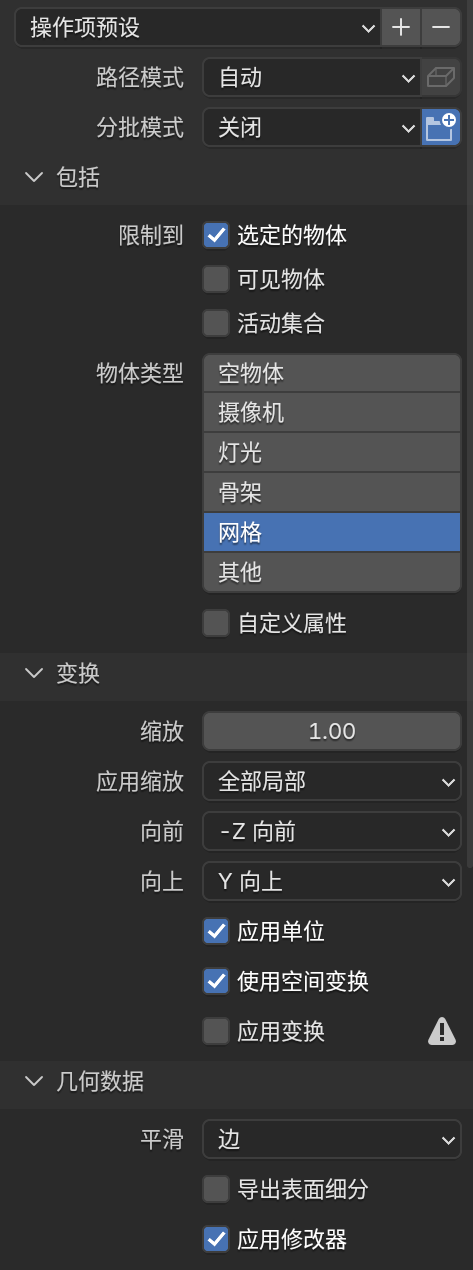 操作项预设
路径模式 自动
分批模式 关闭
包括
限制到 选定的物体
可见物体
活动集合
物体类型 空物体
摄像机
灯光
骨架
网格
其他
自定义属性
变换
缩放 1.00
应用缩放 全部局部
向前 -Z 向前
向上 Y 向上
应用单位
使用空间变换
应用变换
几何数据
平滑 边
导出表面细分
应用修改器